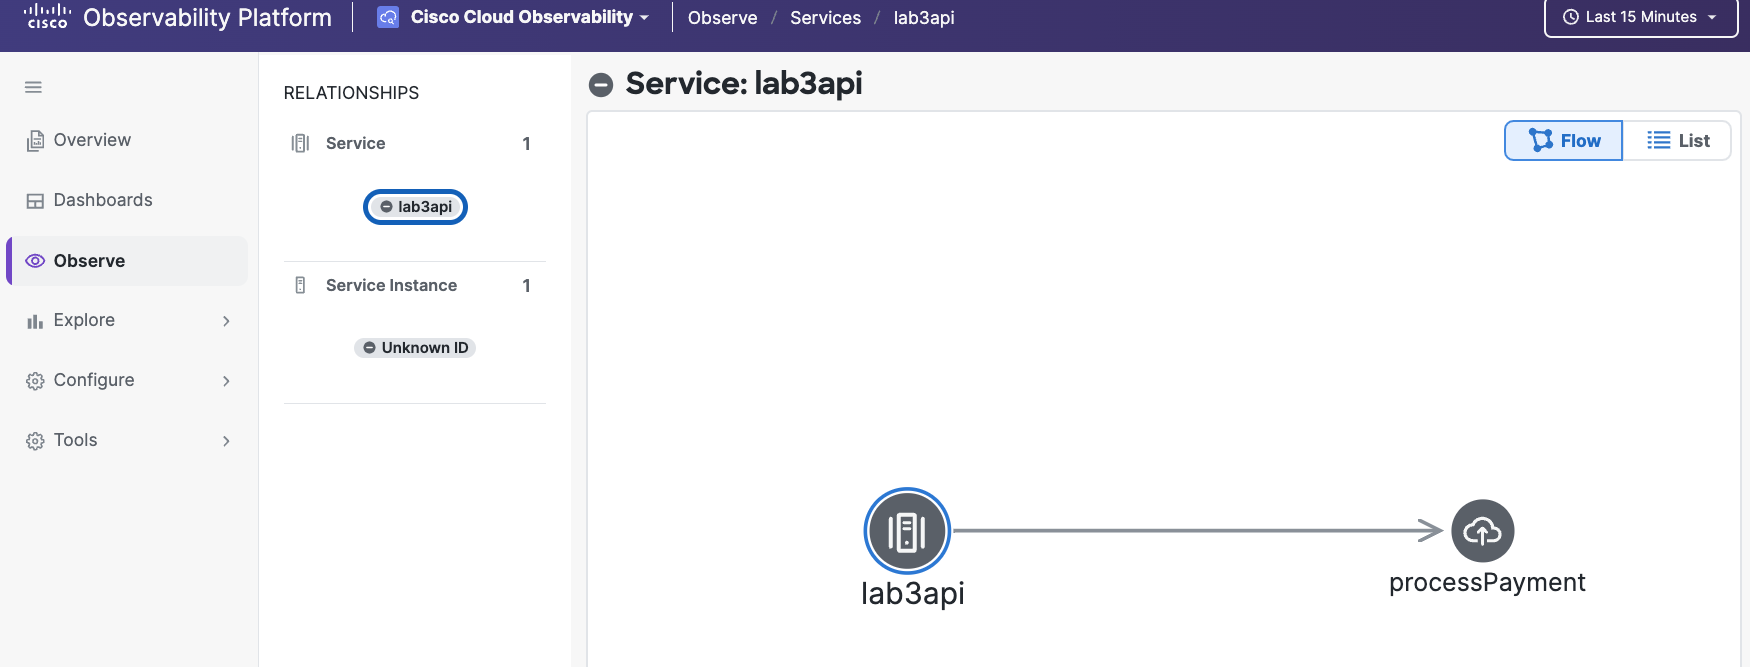 cisco Observability Platform
Cisco Cloud Observability
Observe / Services / lab3api
Last 15 Minutes
Overview
Dashboards
Observe
Explore
Configure
Tools
RELATIONSHIPS
Service 1
lab3api
Service Instance 1
Unknown ID
Service: lab3api
Flow
List
lab3api
processPayment